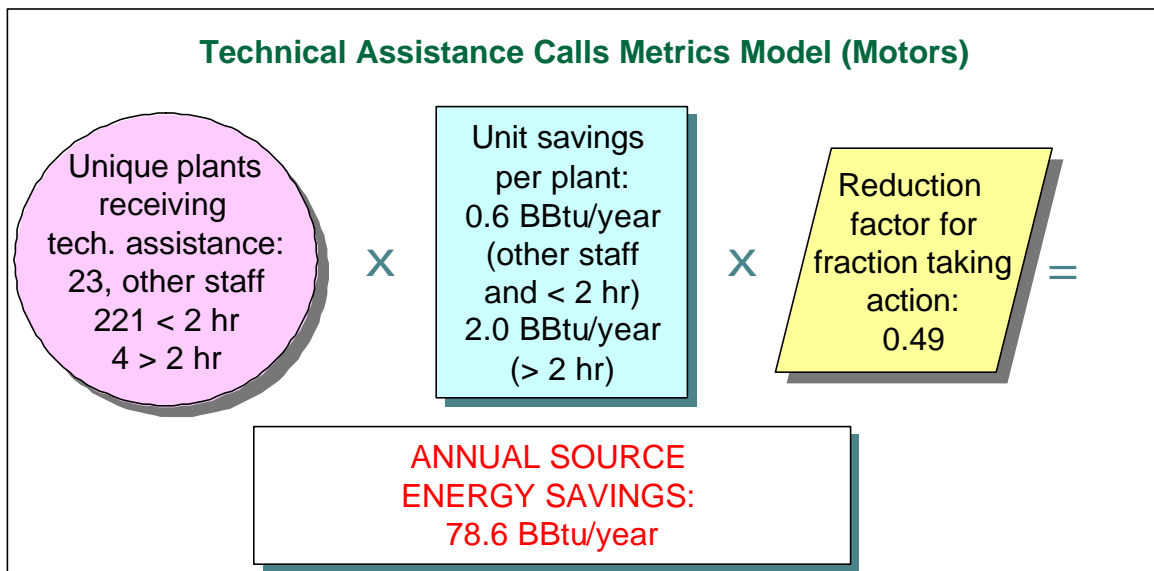 Technical Assistance Calls Metrics Model (Motors)
Unique plants
receiving
tech. assistance:
23, other staff
221 < 2 hr
4 > 2 hr
x
Unit savings
per plant:
0.6 BBtu/year
(other staff
and < 2 hr)
2.0 BBtu/year
(> 2 hr)
x
Reduction
factor for
fraction taking
action:
0.49
=
ANNUAL SOURCE
ENERGY SAVINGS:
78.6 BBtu/year